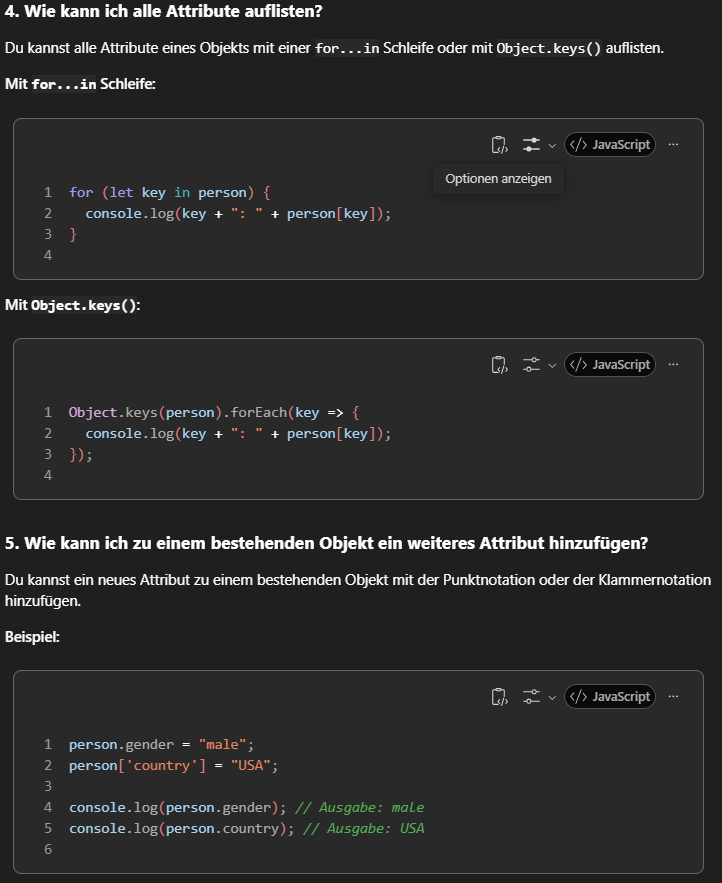 4. Wie kann ich alle Attribute auflisten?
Du kannst alle Attribute eines Objekts mit einer for...in Schleife oder mit Object.keys() auflisten.
Mit for...in Schleife:
</> JavaScript ...
Optionen anzeigen
1 for (let key in person) {
2   console.log(key + ": " + person[key]);
3 }
4
Mit Object.keys():
</> JavaScript ...
1 Object.keys(person).forEach(key => {
2   console.log(key + ": " + person[key]);
3 });
4
5. Wie kann ich zu einem bestehenden Objekt ein weiteres Attribut hinzufügen?
Du kannst ein neues Attribut zu einem bestehenden Objekt mit der Punktnotation oder der Klammernotation
hinzufügen.
Beispiel:
</> JavaScript ...
1 person.gender = "male";
2 person['country'] = "USA";
3
4 console.log(person.gender); // Ausgabe: male
5 console.log(person.country); // Ausgabe: USA
6